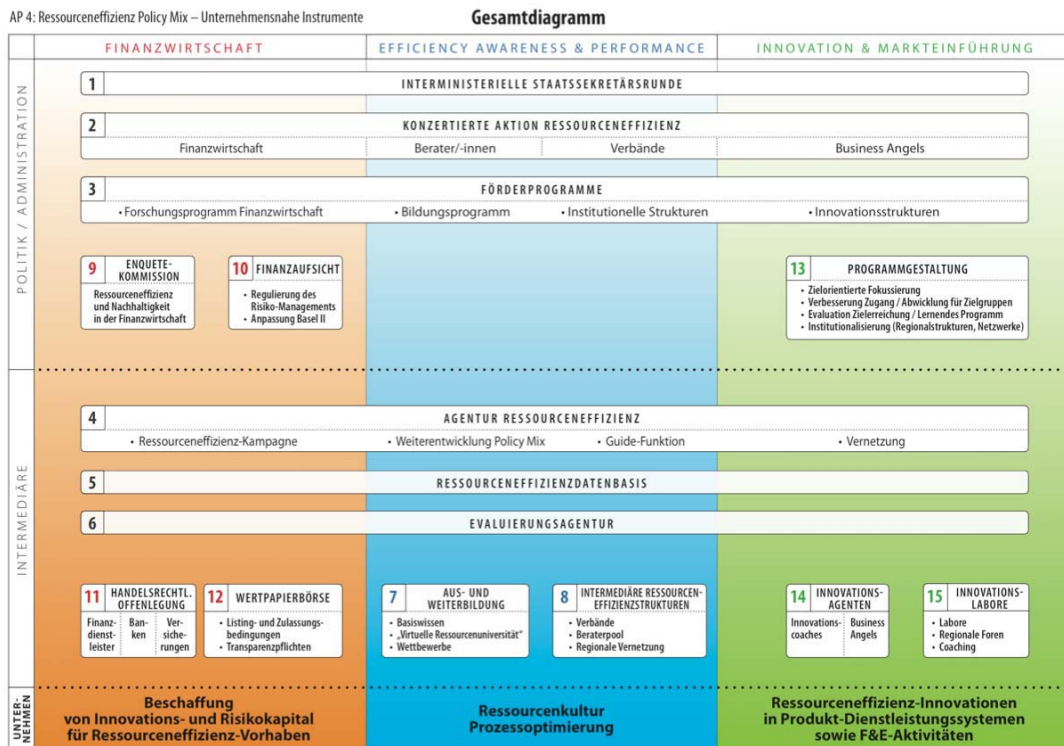 AP 4: Ressourceneffizienz Policy Mix – Unternehmensnahe Instrumente
Gesamtdiagramm
FINANZWIRTSCHAFT
EFFICIENCY AWARENESS & PERFORMANCE
INNOVATION & MARKTEINFÜHRUNG
POLITIK / ADMINISTRATION
1 INTERMINISTERIELLE STAATSSEKRETÄRSRUNDE
2 KONZERTIERTE AKTION RESSOURCENEFFIZIENZ
Finanzwirtschaft Berater/-innen Verbände Business Angels
3 FÖRDERPROGRAMME
• Forschungsprogramm Finanzwirtschaft • Bildungsprogramm • Institutionelle Strukturen • Innovationsstrukturen
9 ENQUETE-
KOMMISSION
Ressourceneffizienz
und Nachhaltigkeit
in der Finanzwirtschaft
10 FINANZAUFSICHT
• Regulierung des
Risiko-Managements
• Anpassung Basel II
13 PROGRAMMGESTALTUNG
• Zielorientierte Fokussierung
• Verbesserung Zugang / Abwicklung für Zielgruppen
• Evaluation Zielerreichung / Lernendes Programm
• Institutionalisierung (Regionalstrukturen, Netzwerke)
INTERMEDIÄRE
4 AGENTUR RESSOURCENEFFIZIENZ
• Ressourceneffizienz-Kampagne • Weiterentwicklung Policy Mix • Guide-Funktion • Vernetzung
5 RESSOURCENEFFIZIENZDATENBASIS
6 EVALUIERUNGSAGENTUR
11 HANDELSRECHTL.
OFFENLEGUNG
Finanz-
dienst-
leister
Ban-
ken
Ver-
siche-
rungen
12 WERTPAPIERBÖRSE
• Listing- und Zulassungs-
bedingungen
• Transparenzpflichten
7 AUS- UND
WEITERBILDUNG
• Basiswissen
• „Virtuelle Ressourcenuniversität“
• Wettbewerbe
8 INTERMEDIÄRE RESSOURCEN-
EFFIZIENZSTRUKTUREN
• Verbände
• Beraterpool
• Regionale Vernetzung
14 INNOVATIONS-
AGENTEN
Innovations-
coaches
Business
Angels
15 INNOVATIONS-
LABORE
• Labore
• Regionale Foren
• Coaching
UNTER-
NEHMEN
Beschaffung
von Innovations- und Risikokapital
für Ressourceneffizienz-Vorhaben
Ressourcenkultur
Prozessoptimierung
Ressourceneffizienz-Innovationen
in Produkt-Dienstleistungssystemen
sowie F&E-Aktivitäten